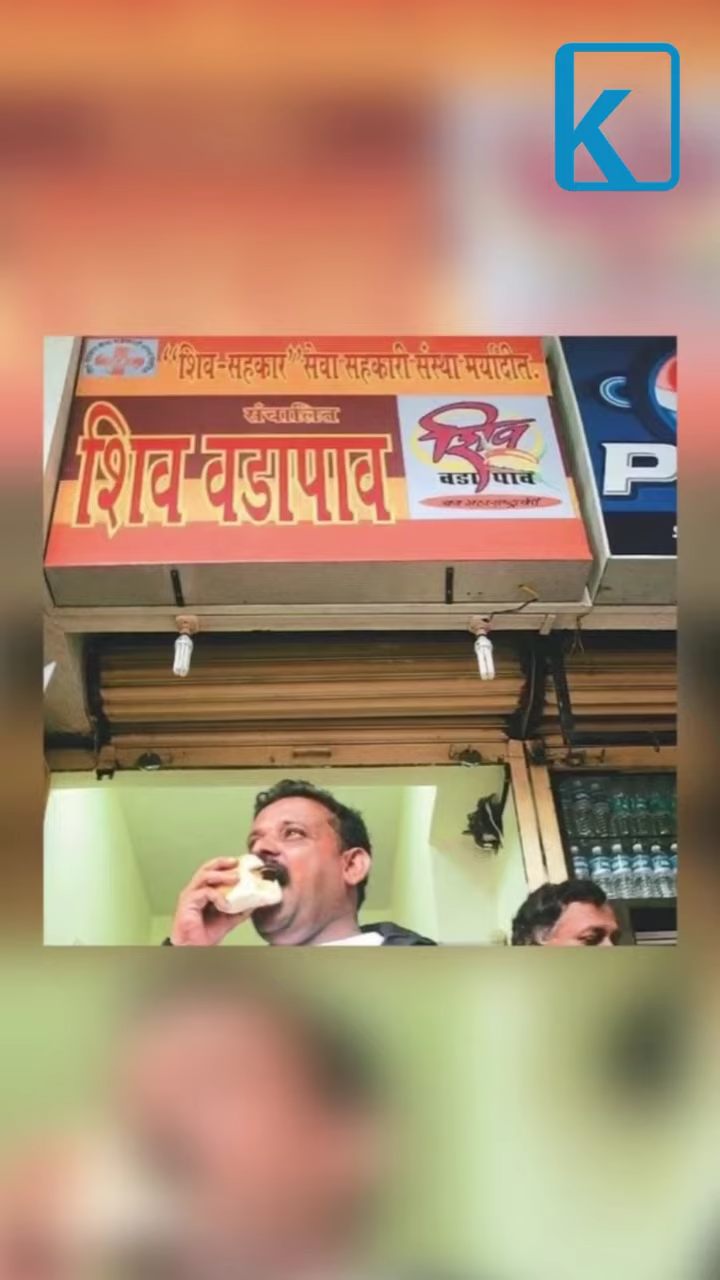 K
“शिव-सहकार” सेवा सहकारी संस्था मर्यादीत.
संचालित
शिव वडापाव
शिव
वडा पाव
P